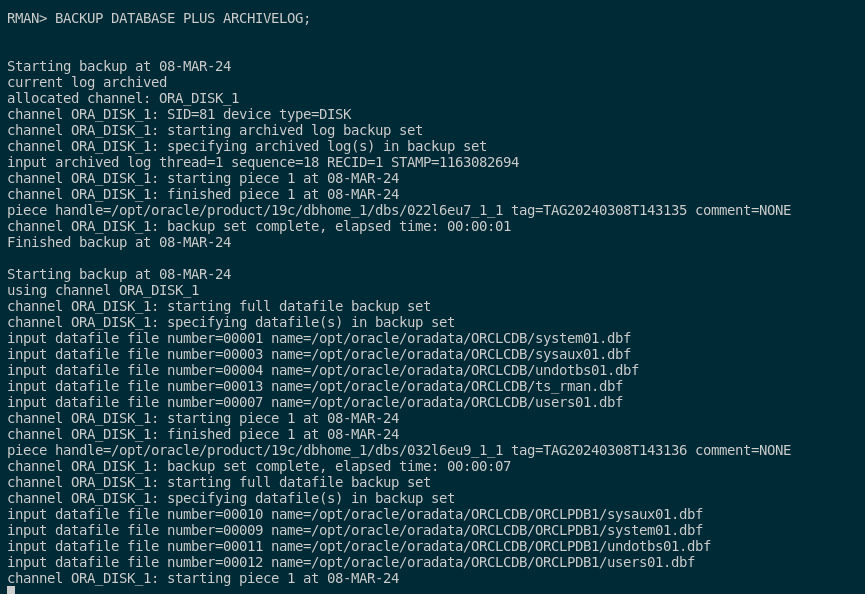 RMAN> BACKUP DATABASE PLUS ARCHIVELOG;
Starting backup at 08-MAR-24
current log archived
allocated channel: ORA_DISK_1
channel ORA_DISK_1: SID=81 device type=DISK
channel ORA_DISK_1: starting archived log backup set
channel ORA_DISK_1: specifying archived log(s) in backup set
input archived log thread=1 sequence=18 RECID=1 STAMP=1163082694
channel ORA_DISK_1: starting piece 1 at 08-MAR-24
channel ORA_DISK_1: finished piece 1 at 08-MAR-24
piece handle=/opt/oracle/product/19c/dbhome_1/dbs/022l6eu7_1_1 tag=TAG20240308T143135 comment=NONE
channel ORA_DISK_1: backup set complete, elapsed time: 00:00:01
Finished backup at 08-MAR-24
Starting backup at 08-MAR-24
using channel ORA_DISK_1
channel ORA_DISK_1: starting full datafile backup set
channel ORA_DISK_1: specifying datafile(s) in backup set
input datafile file number=00001 name=/opt/oracle/oradata/ORCLCDB/system01.dbf
input datafile file number=00003 name=/opt/oracle/oradata/ORCLCDB/sysaux01.dbf
input datafile file number=00004 name=/opt/oracle/oradata/ORCLCDB/undotbs01.dbf
input datafile file number=00013 name=/opt/oracle/oradata/ORCLCDB/ts_rman.dbf
input datafile file number=00007 name=/opt/oracle/oradata/ORCLCDB/users01.dbf
channel ORA_DISK_1: starting piece 1 at 08-MAR-24
channel ORA_DISK_1: finished piece 1 at 08-MAR-24
piece handle=/opt/oracle/product/19c/dbhome_1/dbs/032l6eu9_1_1 tag=TAG20240308T143136 comment=NONE
channel ORA_DISK_1: backup set complete, elapsed time: 00:00:07
channel ORA_DISK_1: starting full datafile backup set
channel ORA_DISK_1: specifying datafile(s) in backup set
input datafile file number=00010 name=/opt/oracle/oradata/ORCLCDB/ORCLPDB1/sysaux01.dbf
input datafile file number=00009 name=/opt/oracle/oradata/ORCLCDB/ORCLPDB1/system01.dbf
input datafile file number=00011 name=/opt/oracle/oradata/ORCLCDB/ORCLPDB1/undotbs01.dbf
input datafile file number=00012 name=/opt/oracle/oradata/ORCLCDB/ORCLPDB1/users01.dbf
channel ORA_DISK_1: starting piece 1 at 08-MAR-24